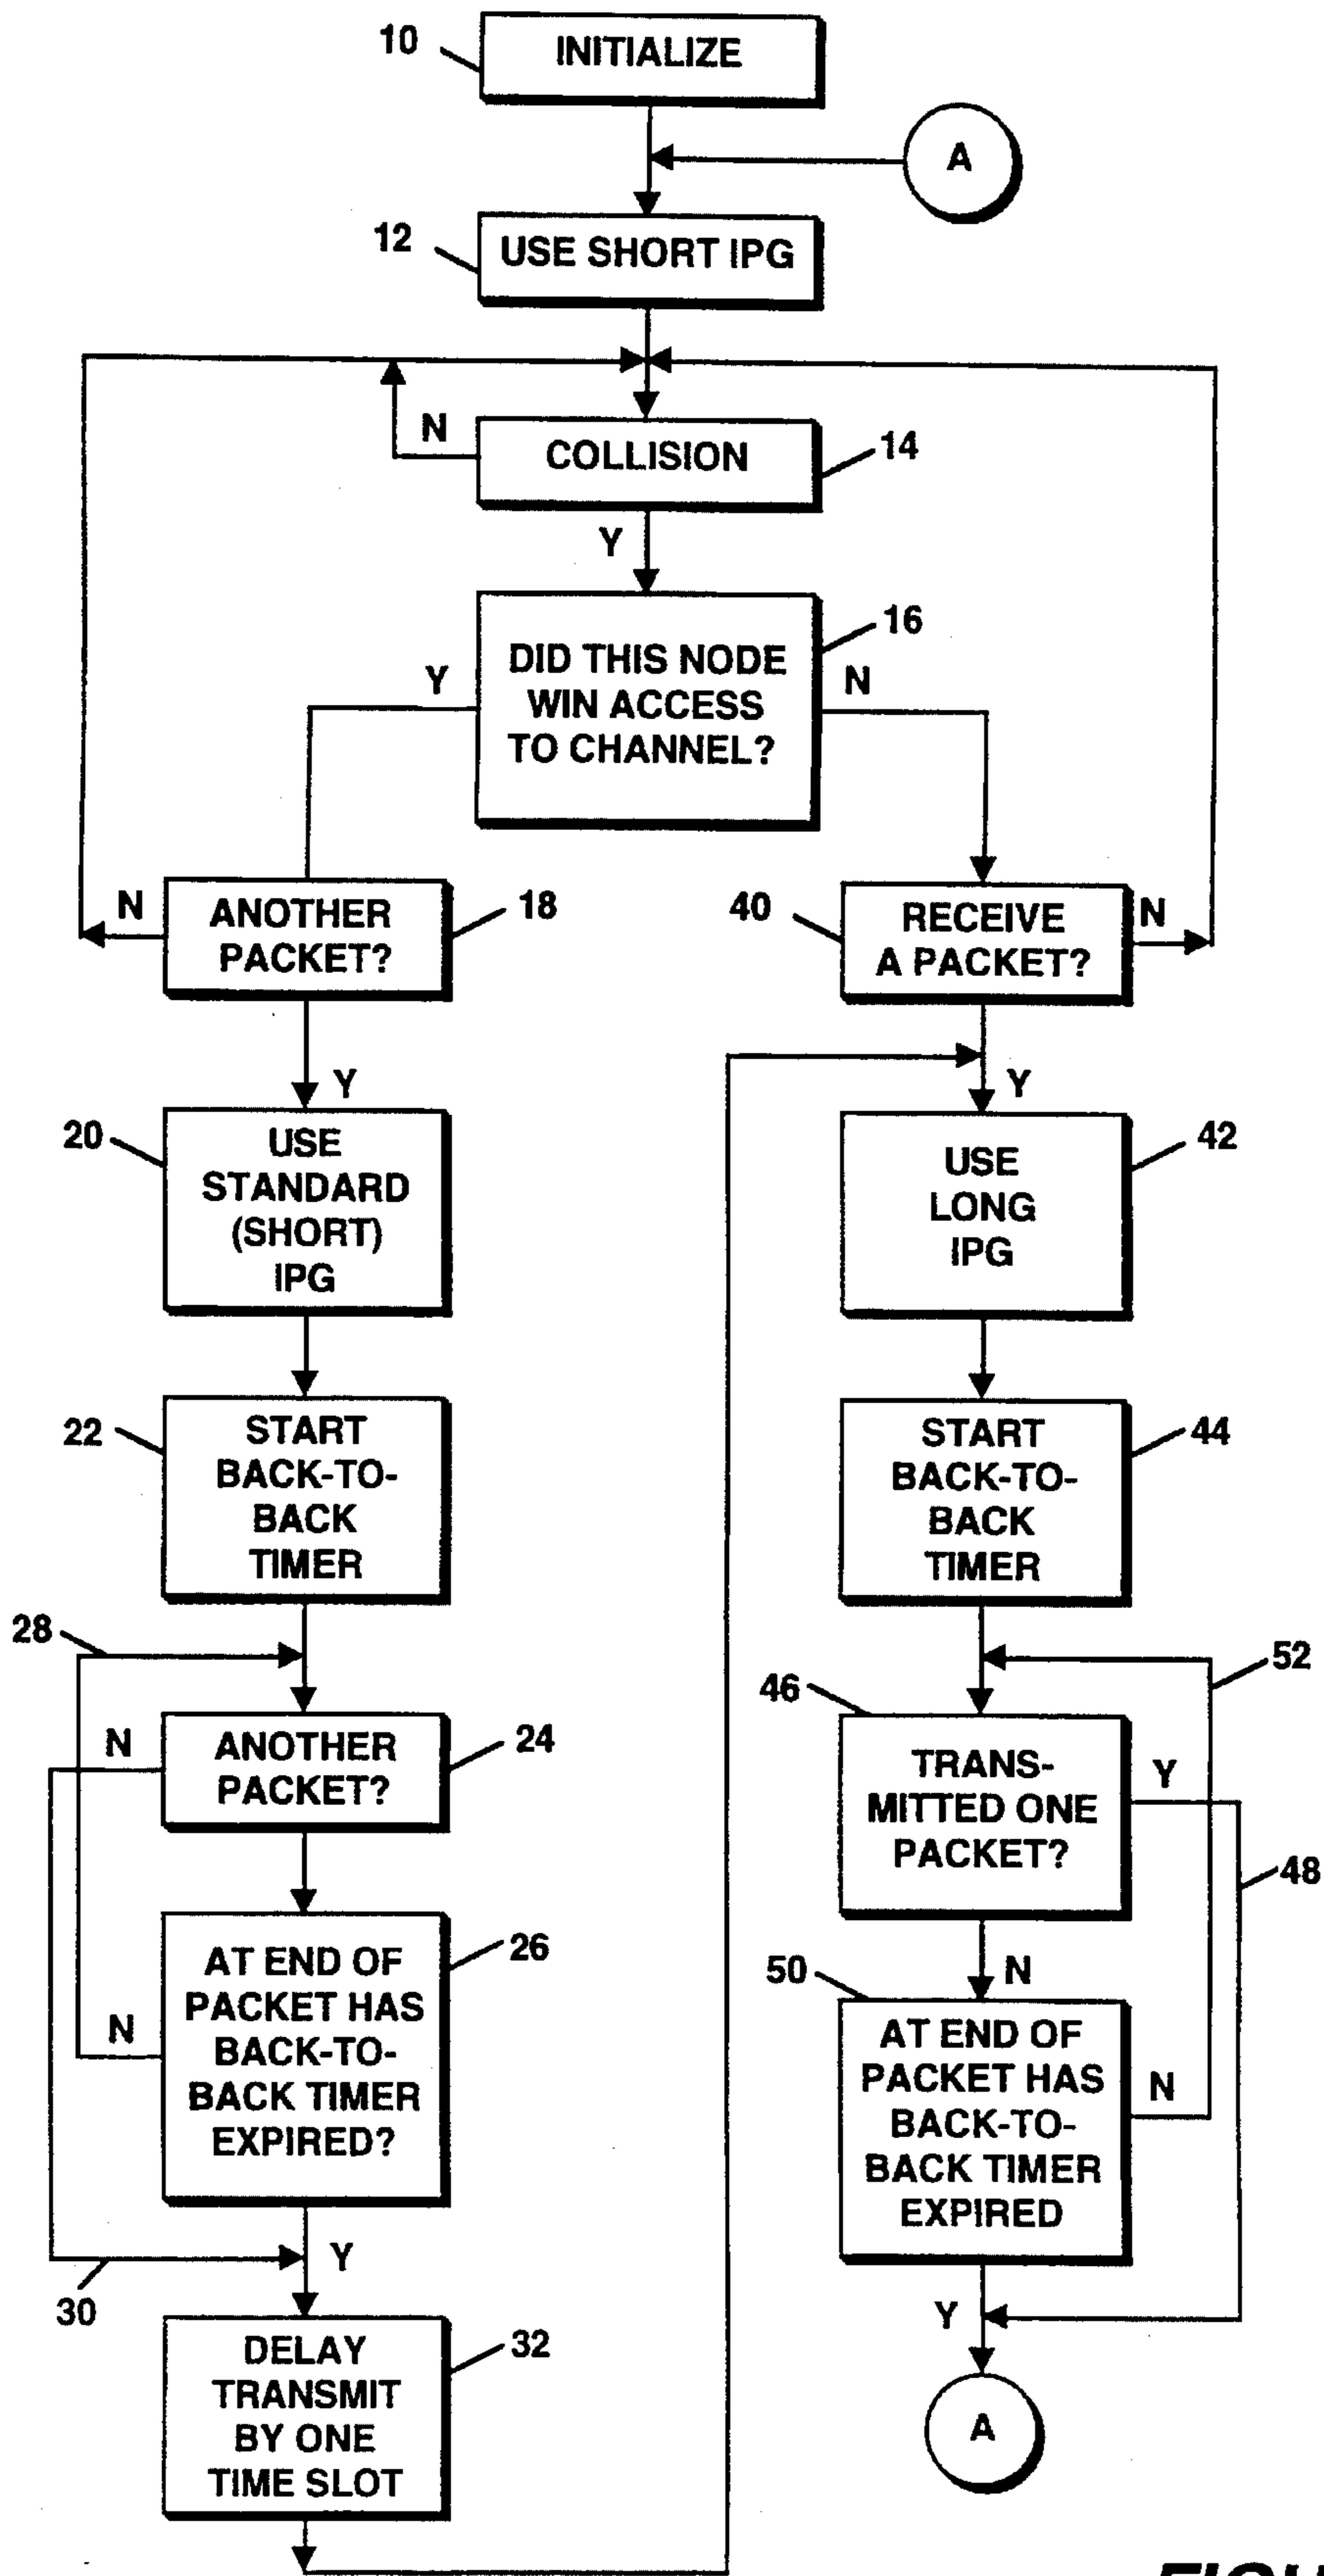 10
INITIALIZE
A
12
USE SHORT IPG
N
COLLISION
14
Y
16
DID THIS NODE
WIN ACCESS
TO CHANNEL?
Y
N
N
ANOTHER
PACKET?
18
40
RECEIVE
A PACKET?
N
Y
Y
20
USE
STANDARD
(SHORT)
IPG
42
USE
LONG
IPG
22
START
BACK-TO-
BACK
TIMER
44
START
BACK-TO-
BACK
TIMER
28
52
46
N
ANOTHER
PACKET?
24
TRANS-
MITTED ONE
PACKET?
Y
48
26
AT END OF
PACKET HAS
BACK-TO-
BACK TIMER
EXPIRED?
N
50
N
AT END OF
PACKET HAS
BACK-TO-
BACK TIMER
EXPIRED
N
30
Y
Y
32
DELAY
TRANSMIT
BY ONE
TIME SLOT
A